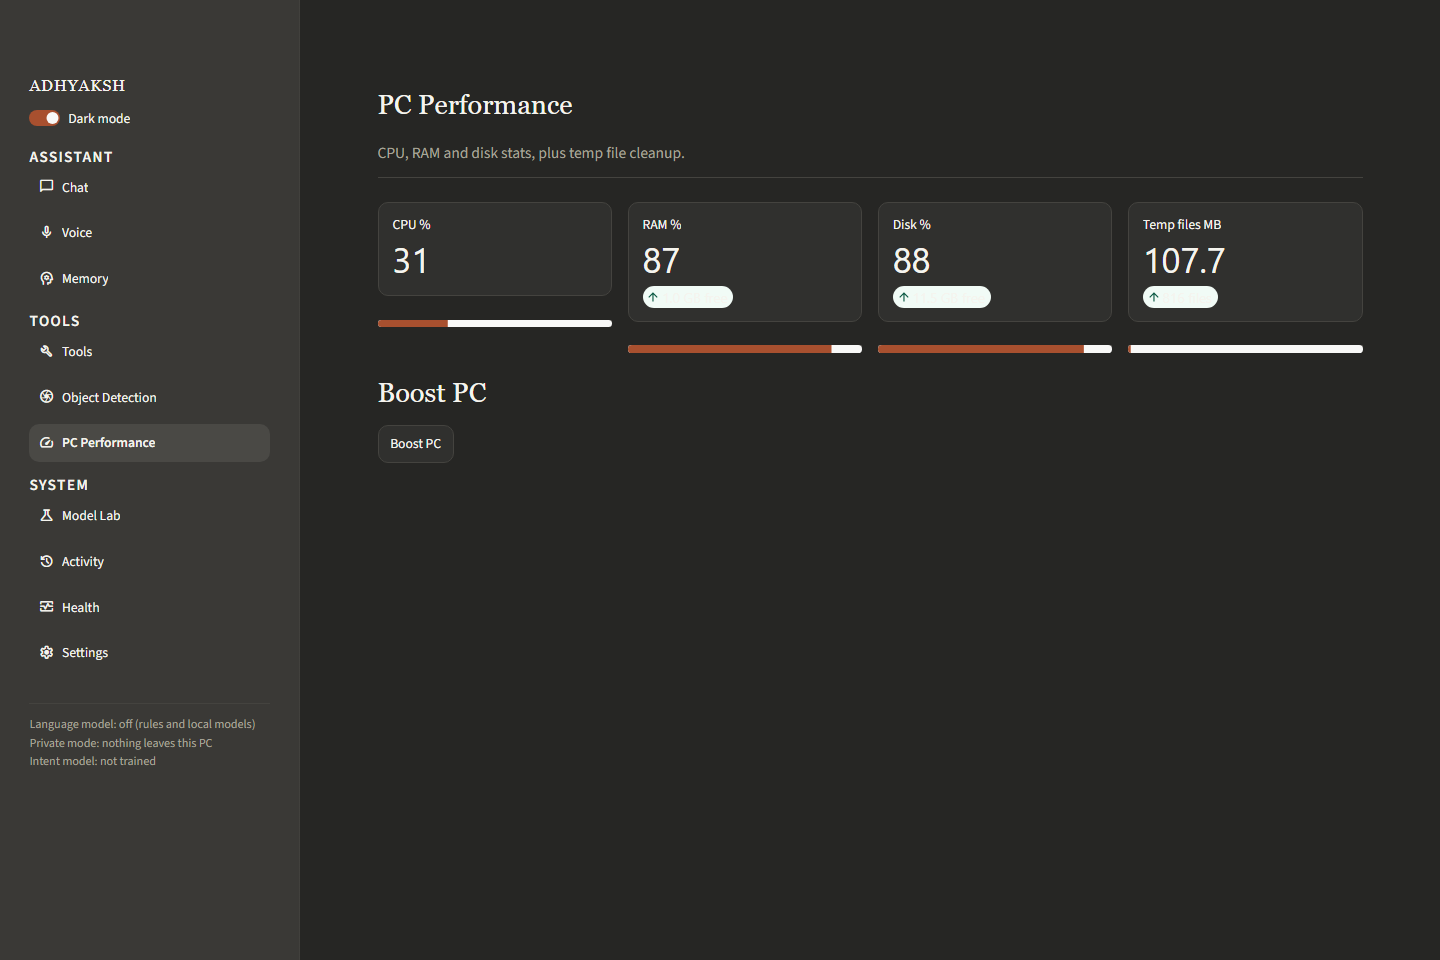 ADHYAKSH
Dark mode
ASSISTANT
Chat
Voice
Memory
TOOLS
Tools
Object Detection
PC Performance
SYSTEM
Model Lab
Activity
Health
Settings
Language model: off (rules and local models)
Private mode: nothing leaves this PC
Intent model: not trained
PC Performance
CPU, RAM and disk stats, plus temp file cleanup.
CPU %
31
RAM %
87
Disk %
88
Temp files MB
107.7
Boost PC
Boost PC